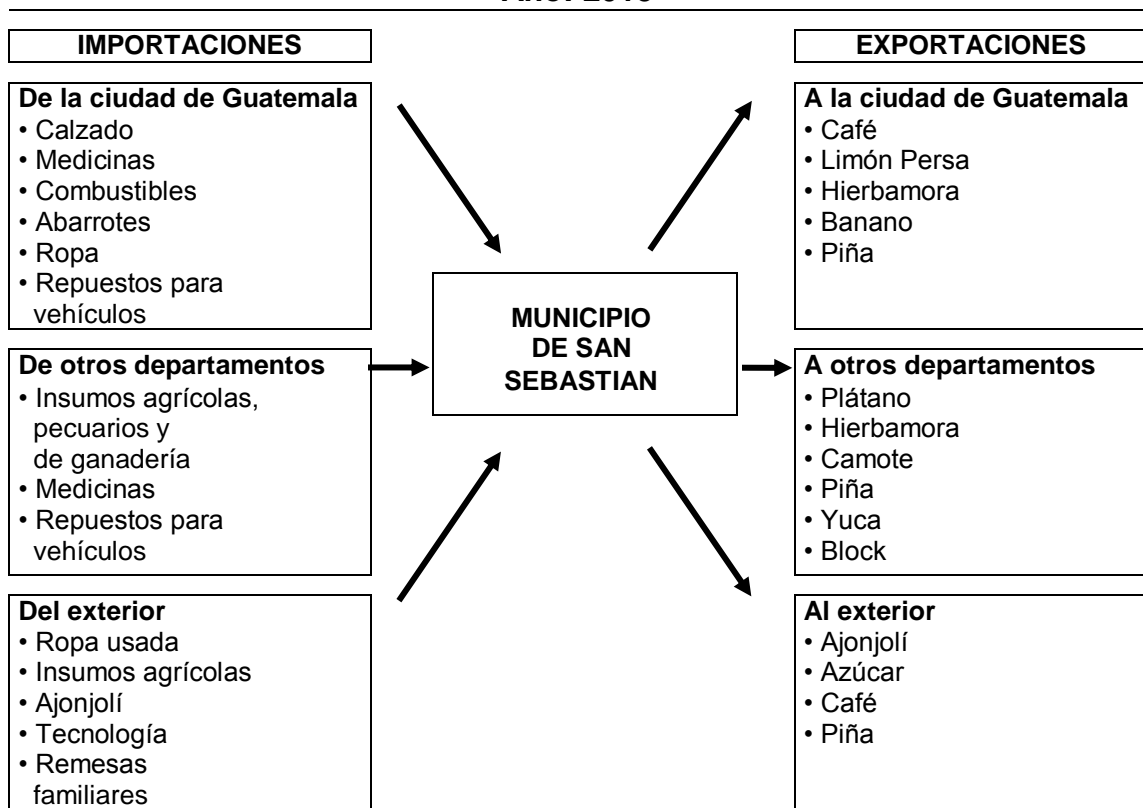 IMPORTACIONES
De la ciudad de Guatemala
• Calzado
• Medicinas
• Combustibles
• Abarrotes
• Ropa
• Repuestos para
vehículos
De otros departamentos
• Insumos agrícolas,
pecuarios y
de ganadería
• Medicinas
• Repuestos para
vehículos
Del exterior
• Ropa usada
• Insumos agrícolas
• Ajonjolí
• Tecnología
• Remesas
familiares
MUNICIPIO
DE SAN
SEBASTIAN
EXPORTACIONES
A la ciudad de Guatemala
• Café
• Limón Persa
• Hierbamora
• Banano
• Piña
A otros departamentos
• Plátano
• Hierbamora
• Camote
• Piña
• Yuca
• Block
Al exterior
• Ajonjolí
• Azúcar
• Café
• Piña